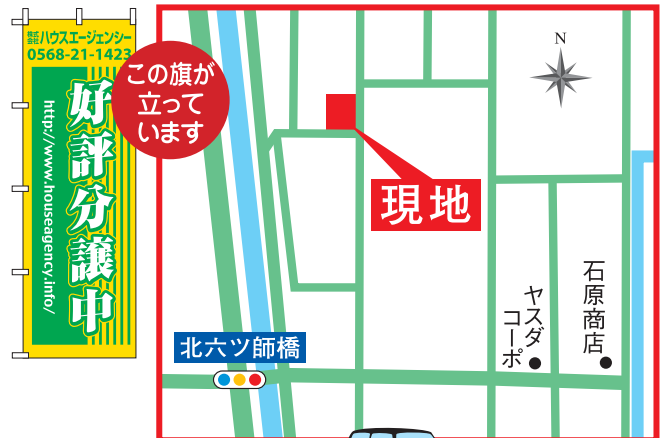 株式会社ハウスエージェンシー
0568-21-1423
好評分譲中
http://www.houseagency.info/
この旗が
立って
います
N
現地
北六ツ師橋
ヤスダ
コーポ
石原商店